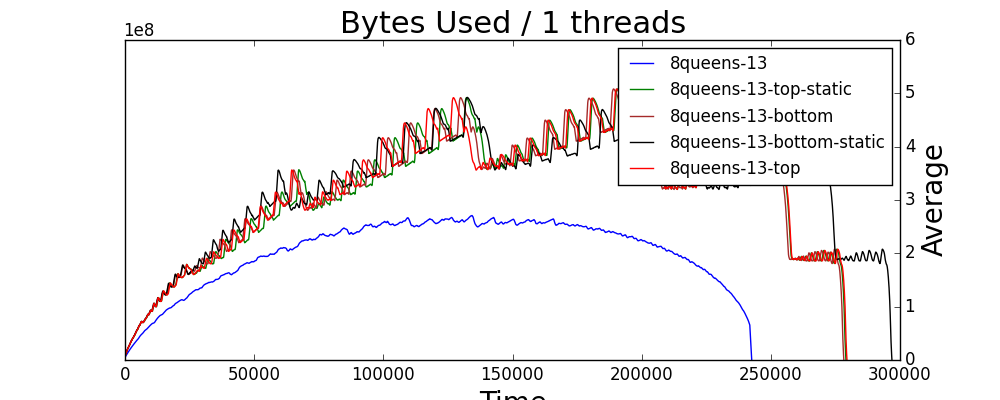 Bytes Used / 1 threads
1e8
6
5
4
3
2
1
0
Average
8queens-13
8queens-13-top-static
8queens-13-bottom
8queens-13-bottom-static
8queens-13-top
0 50000 100000 150000 200000 250000 300000
Time